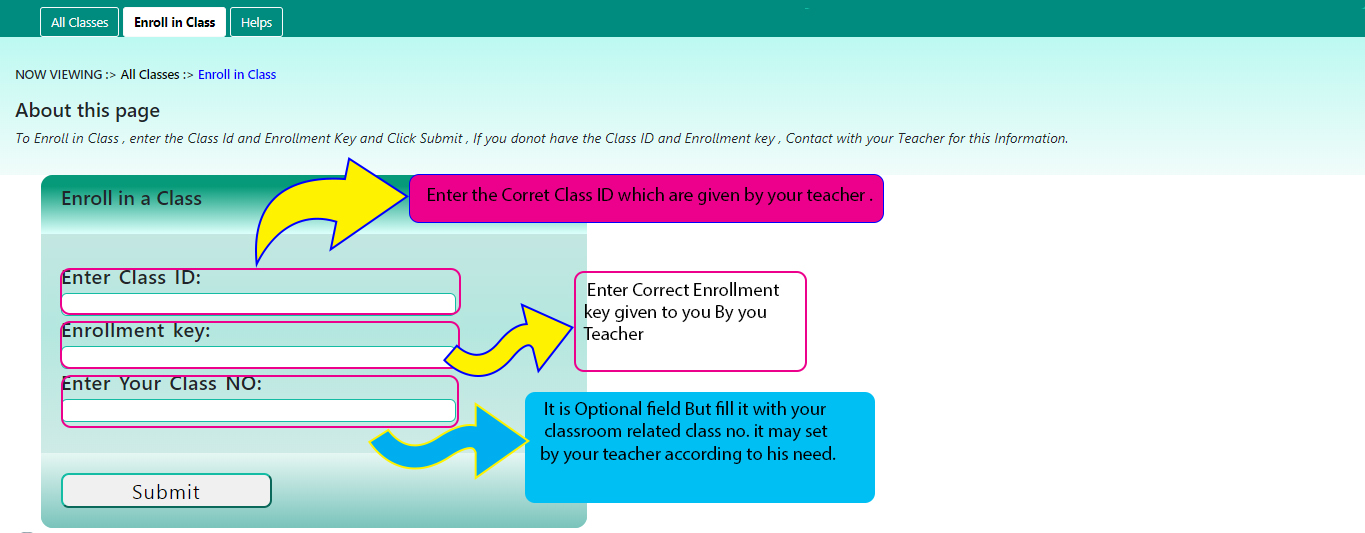 All Classes
Enroll in Class
Helps
NOW VIEWING :> All Classes :> Enroll in Class
About this page
To Enroll in Class , enter the Class Id and Enrollment Key and Click Submit , If you donot have the Class ID and Enrollment key , Contact with your Teacher for this Information.
Enroll in a Class
Enter the Corret Class ID which are given by your teacher .
Enter Class ID:
Enter Correct Enrollment
key given to you By you
Teacher
Enrollment key:
Enter Your Class NO:
It is Optional field But fill it with your
classroom related class no. it may set
by your teacher according to his need.
Submit